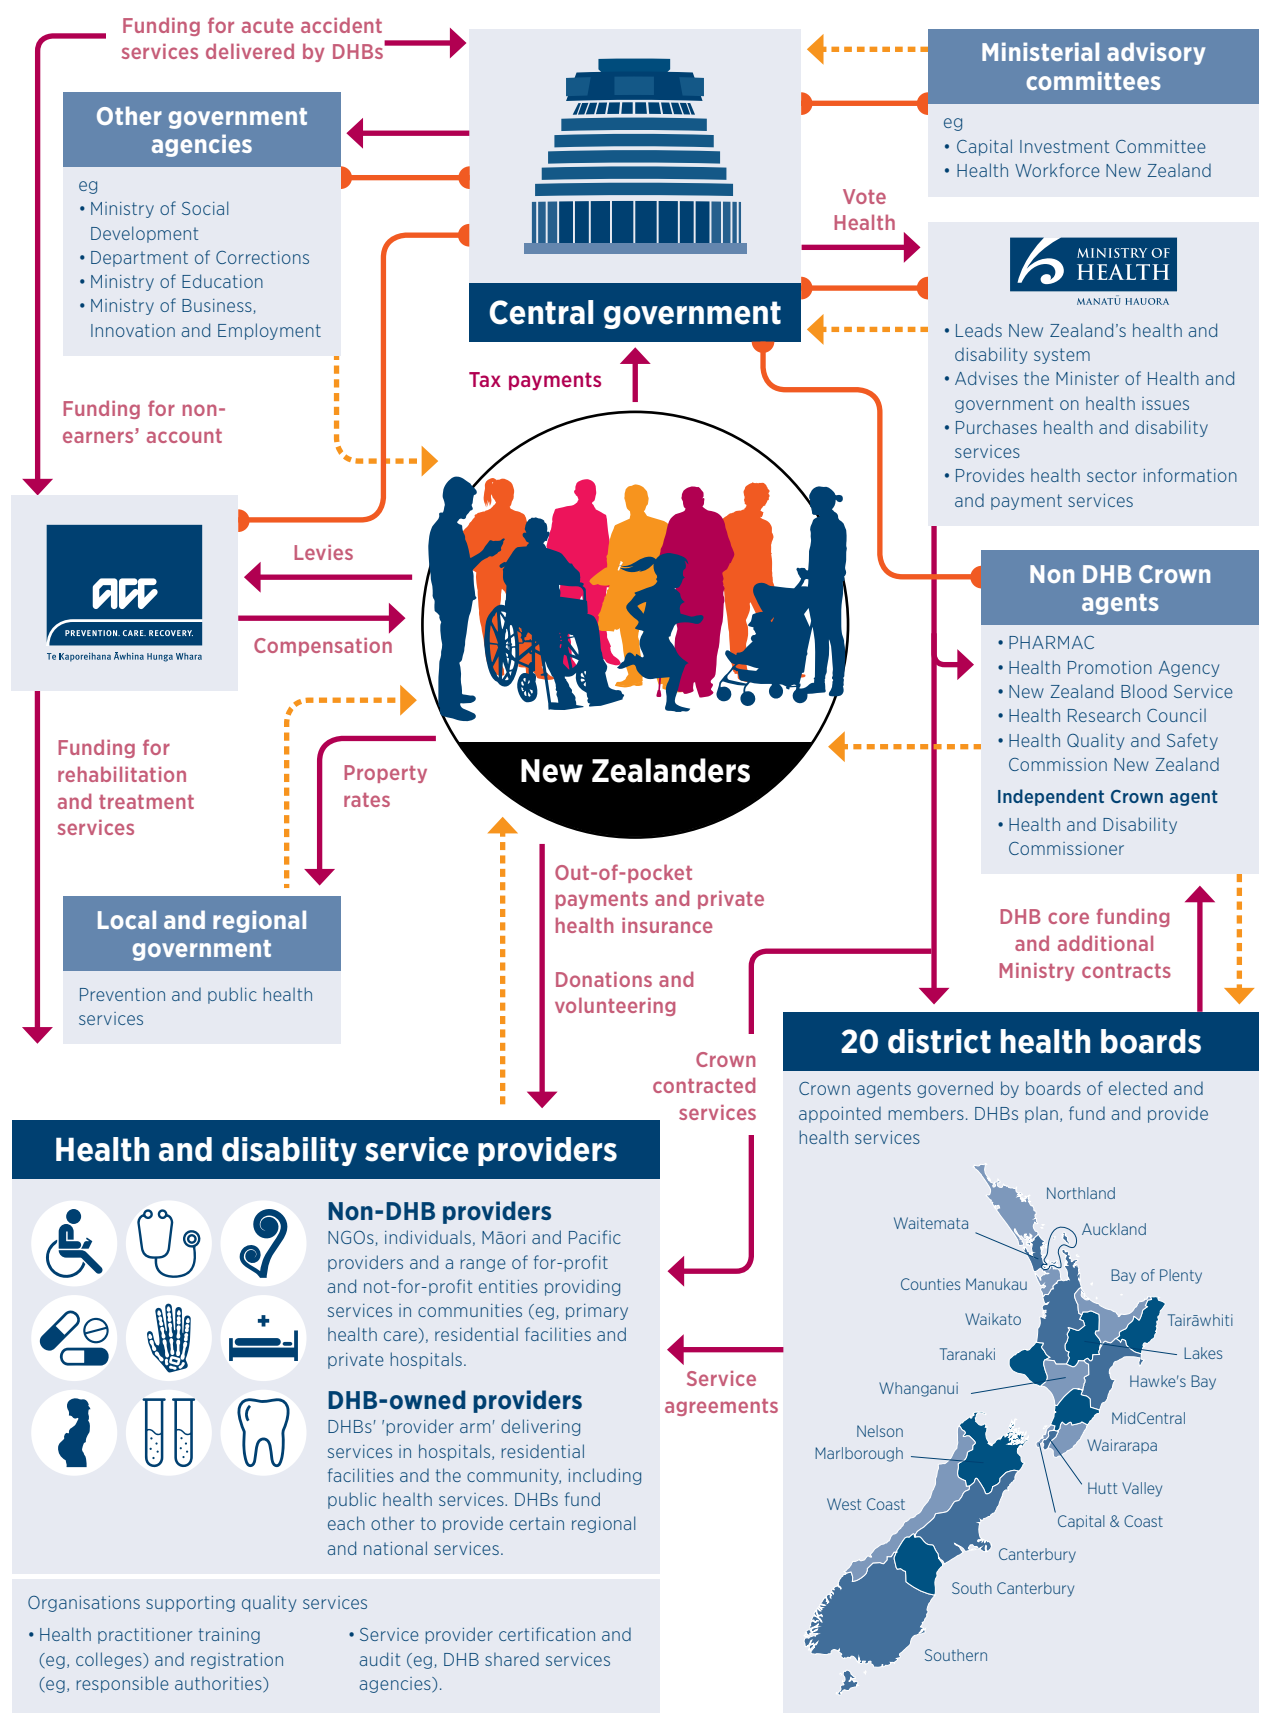 Funding for acute accident
services delivered by DHBs
Other government
agencies
eg
• Ministry of Social
Development
• Department of Corrections
• Ministry of Education
• Ministry of Business,
Innovation and Employment
Central government
Ministerial advisory
committees
eg
• Capital Investment Committee
• Health Workforce New Zealand
Vote
Health
MINISTRY OF
HEALTH
MANATŪ HAUORA
• Leads New Zealand’s health and
disability system
• Advises the Minister of Health and
government on health issues
• Purchases health and disability
services
• Provides health sector information
and payment services
Tax payments
Funding for non-
earners’ account
ACC
PREVENTION. CARE. RECOVERY.
Te Kaporeihana Āwhina Hunga Whara
Levies
Compensation
New Zealanders
Non DHB Crown
agents
• PHARMAC
• Health Promotion Agency
• New Zealand Blood Service
• Health Research Council
• Health Quality and Safety
Commission New Zealand
Independent Crown agent
• Health and Disability
Commissioner
Funding for
rehabilitation
and treatment
services
Property
rates
Local and regional
government
Prevention and public health
services
Out-of-pocket
payments and private
health insurance
Donations and
volunteering
DHB core funding
and additional
Ministry contracts
Crown
contracted
services
20 district health boards
Crown agents governed by boards of elected and
appointed members. DHBs plan, fund and provide
health services
Northland
Waitemata
Auckland
Counties Manukau
Bay of Plenty
Waikato
Tairāwhiti
Taranaki
Lakes
Whanganui
Hawke's Bay
MidCentral
Nelson
Marlborough
Wairarapa
Hutt Valley
West Coast
Capital & Coast
Canterbury
South Canterbury
Southern
Health and disability service providers
Non-DHB providers
NGOs, individuals, Māori and Pacific
providers and a range of for-profit
and not-for-profit entities providing
services in communities (eg, primary
health care), residential facilities and
private hospitals.
DHB-owned providers
DHBs' 'provider arm' delivering
services in hospitals, residential
facilities and the community, including
public health services. DHBs fund
each other to provide certain regional
and national services.
Service
agreements
Organisations supporting quality services
• Health practitioner training
(eg, colleges) and registration
(eg, responsible authorities)
• Service provider certification and
audit (eg, DHB shared services
agencies).